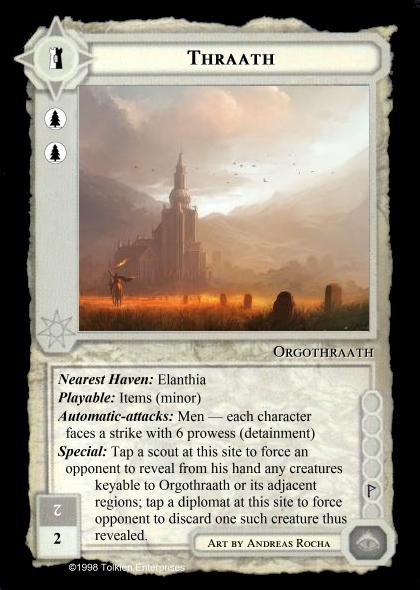 THRAATH
ORGOTHRAATH
Nearest Haven: Elanthia
Playable: Items (minor)
Automatic-attacks: Men — each character
faces a strike with 6 prowess (detainment)
Special: Tap a scout at this site to force an
opponent to reveal from his hand any creatures
keyable to Orgothraath or its adjacent
regions; tap a diplomat at this site to force
opponent to discard one such creature thus
revealed.
2
2
ART BY ANDREAS ROCHA
©1998 Tolkien Enterprises